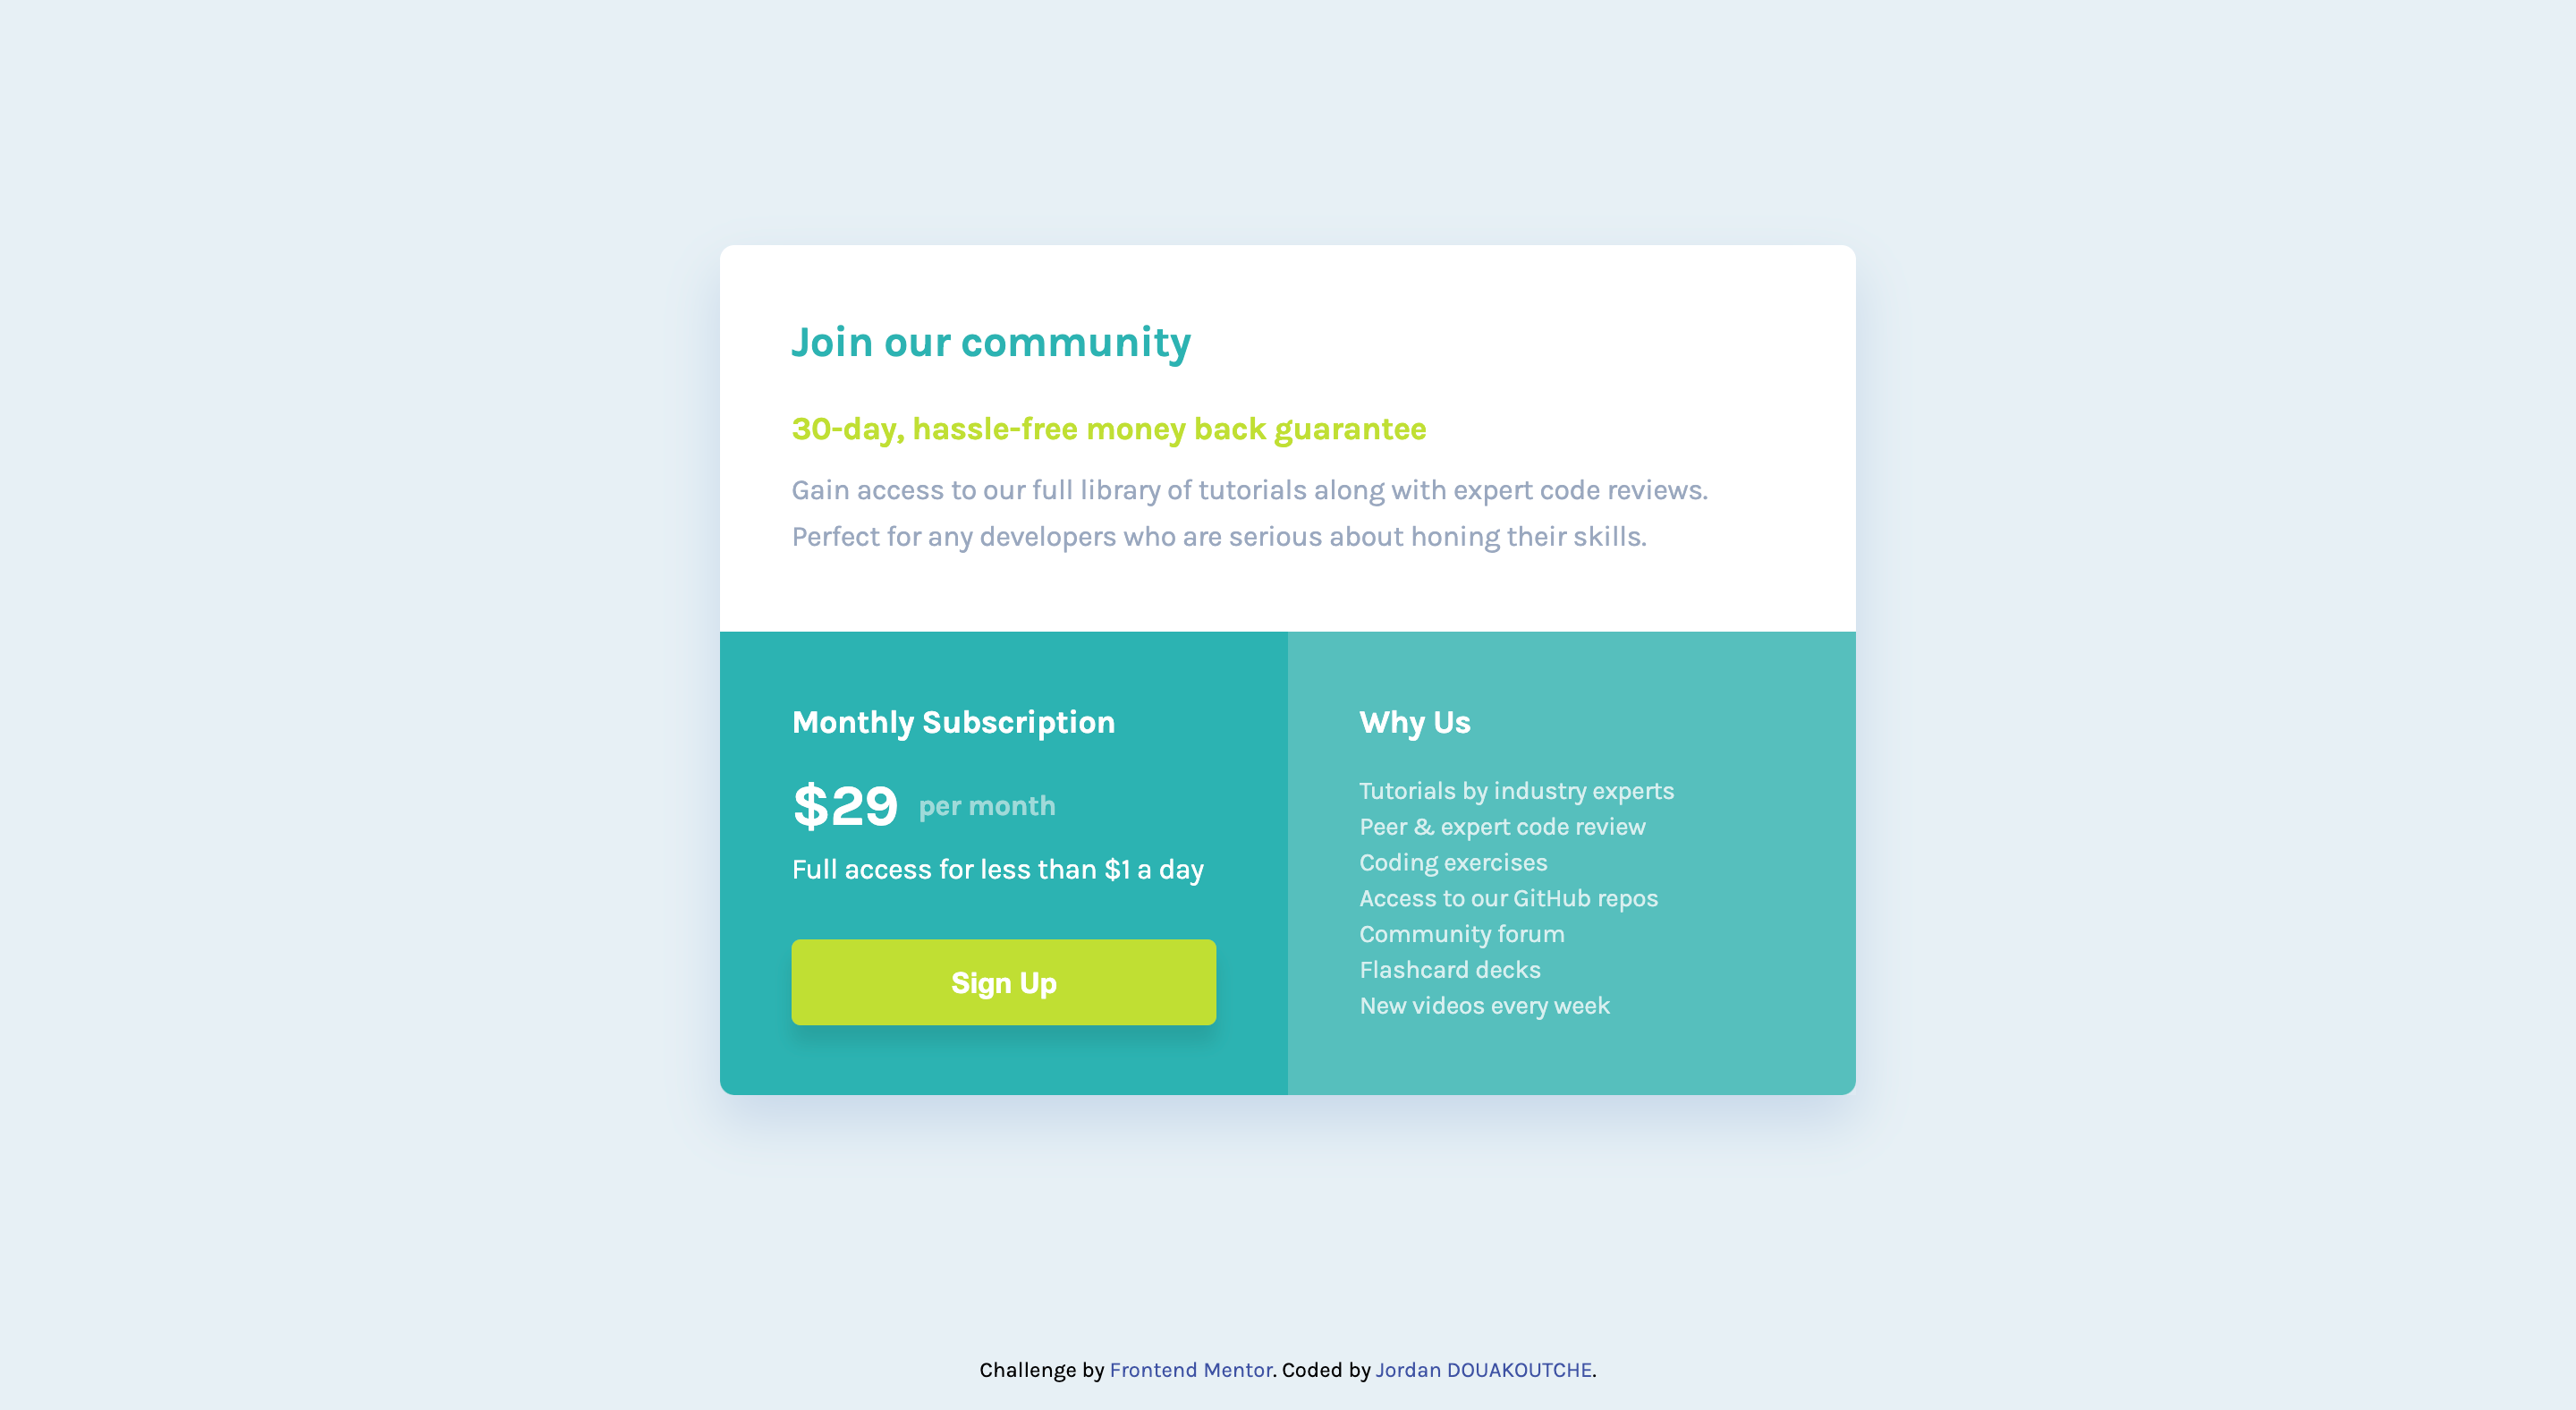 Join our community
30-day, hassle-free money back guarantee
Gain access to our full library of tutorials along with expert code reviews.
Perfect for any developers who are serious about honing their skills.
Monthly Subscription
$29 per month
Full access for less than $1 a day
Sign Up
Why Us
Tutorials by industry experts
Peer & expert code review
Coding exercises
Access to our GitHub repos
Community forum
Flashcard decks
New videos every week
Challenge by Frontend Mentor. Coded by Jordan DOUAKOUTCHE.